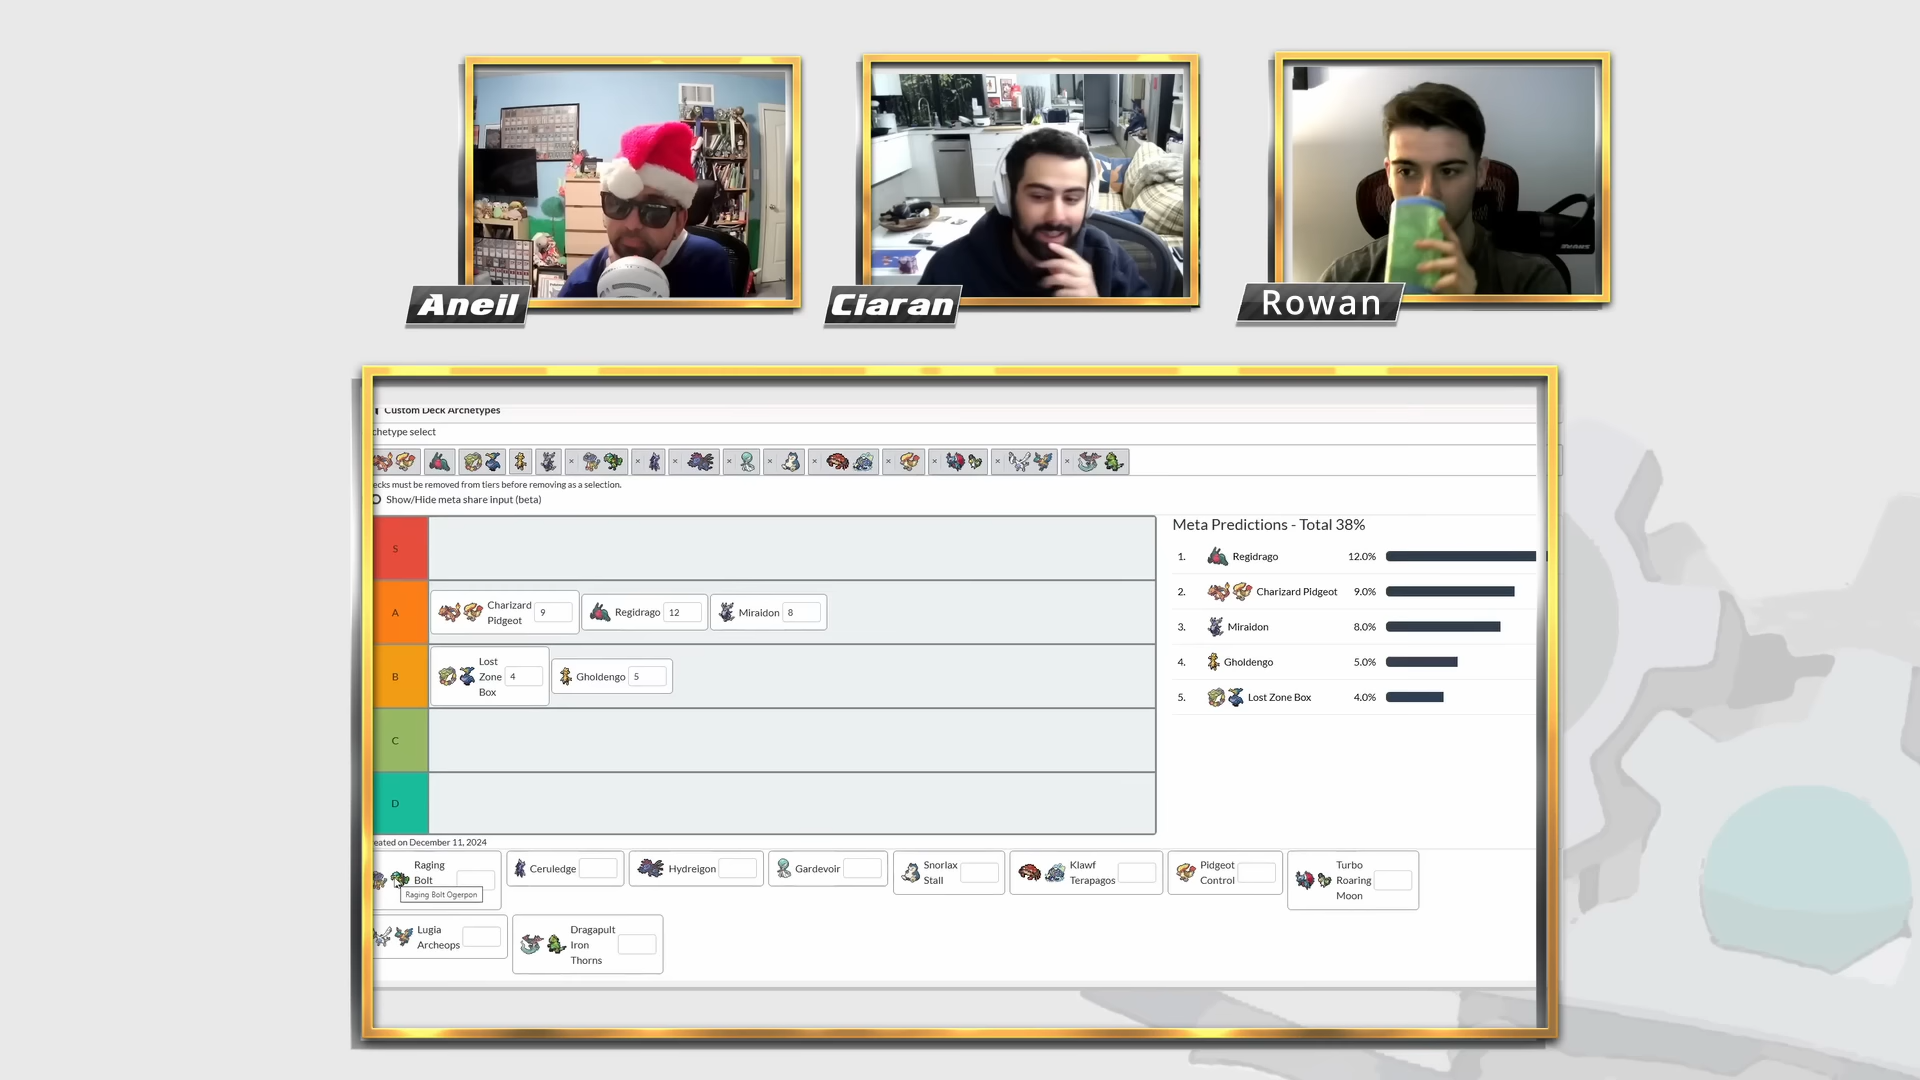 Aneil
Ciaran
Rowan
Custom Deck Archetypes
chetype select
× × × × × × × × × ×
ecks must be removed from tiers before removing as a selection.
Show/Hide meta share input (beta)
S
A
Charizard
Pidgeot
9
Regidrago 12
Miraidon 8
B
Lost
Zone
Box
4
Gholdengo 5
C
D
Meta Predictions - Total 38%
1. Regidrago 12.0%
2. Charizard Pidgeot 9.0%
3. Miraidon 8.0%
4. Gholdengo 5.0%
5. Lost Zone Box 4.0%
eated on December 11, 2024
Raging
Bolt
Raging Bolt Ogerpon
Ceruledge
Hydreigon
Gardevoir
Snorlax
Stall
Klawf
Terapagos
Pidgeot
Control
Turbo
Roaring
Moon
Lugia
Archeops
Dragapult
Iron
Thorns